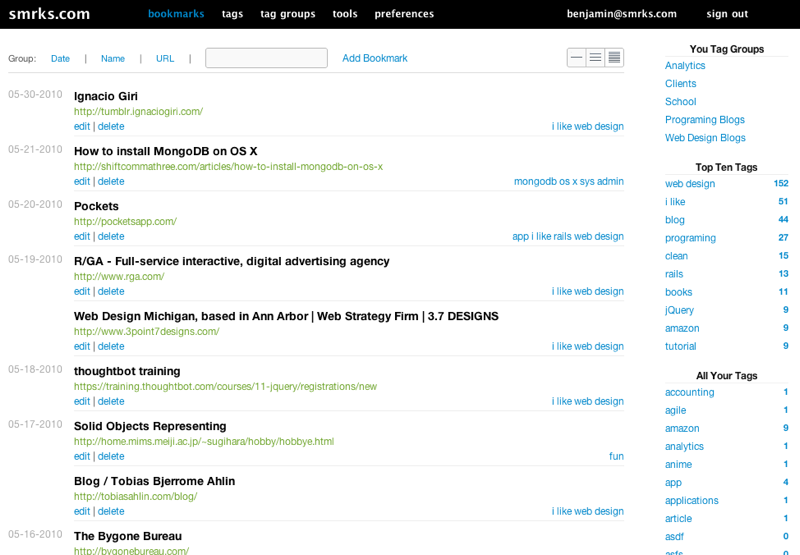 smrks.com bookmarks tags tag groups tools preferences benjamin@smrks.com sign out
Group: Date | Name | URL | Add Bookmark
05-30-2010 Ignacio Giri
http://tumblr.ignaciogiri.com/
edit | delete i like web design
05-21-2010 How to install MongoDB on OS X
http://shiftcommathree.com/articles/how-to-install-mongodb-on-os-x
edit | delete mongodb os x sys admin
05-20-2010 Pockets
http://pocketsapp.com/
edit | delete app i like rails web design
05-19-2010 R/GA - Full-service interactive, digital advertising agency
http://www.rga.com/
edit | delete i like web design
Web Design Michigan, based in Ann Arbor | Web Strategy Firm | 3.7 DESIGNS
http://www.3point7designs.com/
edit | delete i like web design
05-18-2010 thoughtbot training
https://training.thoughtbot.com/courses/11-jquery/registrations/new
edit | delete i like web design
05-17-2010 Solid Objects Representing
http://home.mims.meiji.ac.jp/~sugihara/hobby/hobbye.html
edit | delete fun
Blog / Tobias Bjerrome Ahlin
http://tobiasahlin.com/blog/
edit | delete i like web design
05-16-2010 The Bygone Bureau
http://bygonebureau.com/
You Tag Groups
Analytics
Clients
School
Programing Blogs
Web Design Blogs
Top Ten Tags
web design 152
i like 51
blog 44
programing 27
clean 15
rails 13
books 11
jQuery 9
amazon 9
tutorial 9
All Your Tags
accounting 1
agile 1
amazon 9
analytics 1
anime 1
app 4
applications 1
article 1
asdf 0
asfs 0